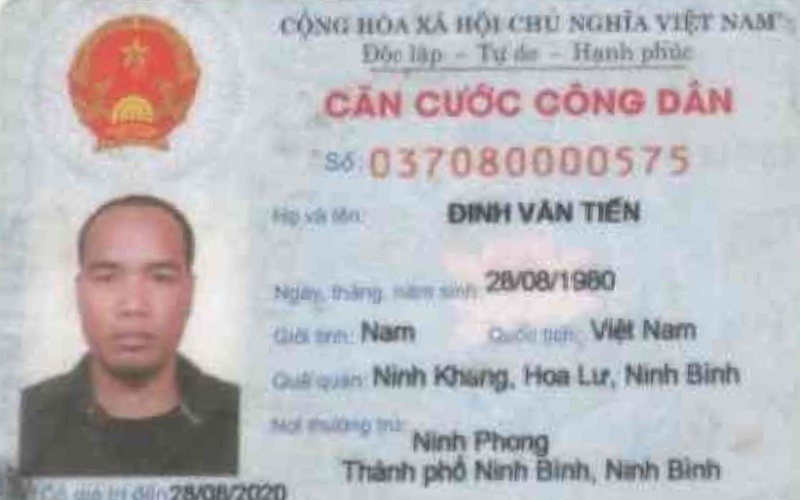 CỘNG HÒA XÃ HỘI CHỦ NGHĨA VIỆT NAM
Độc lập - Tự do - Hạnh phúc
CĂN CƯỚC CÔNG DÂN
Số: 037080000575
Họ và tên: ĐINH VĂN TIẾN
Ngày, tháng, năm sinh: 28/08/1980
Giới tính: Nam Quốc tịch: Việt Nam
Quê quán: Ninh Khang, Hoa Lư, Ninh Bình
Nơi thường trú:
Ninh Phong
Thành phố Ninh Bình, Ninh Bình
Có giá trị đến: 28/08/2020